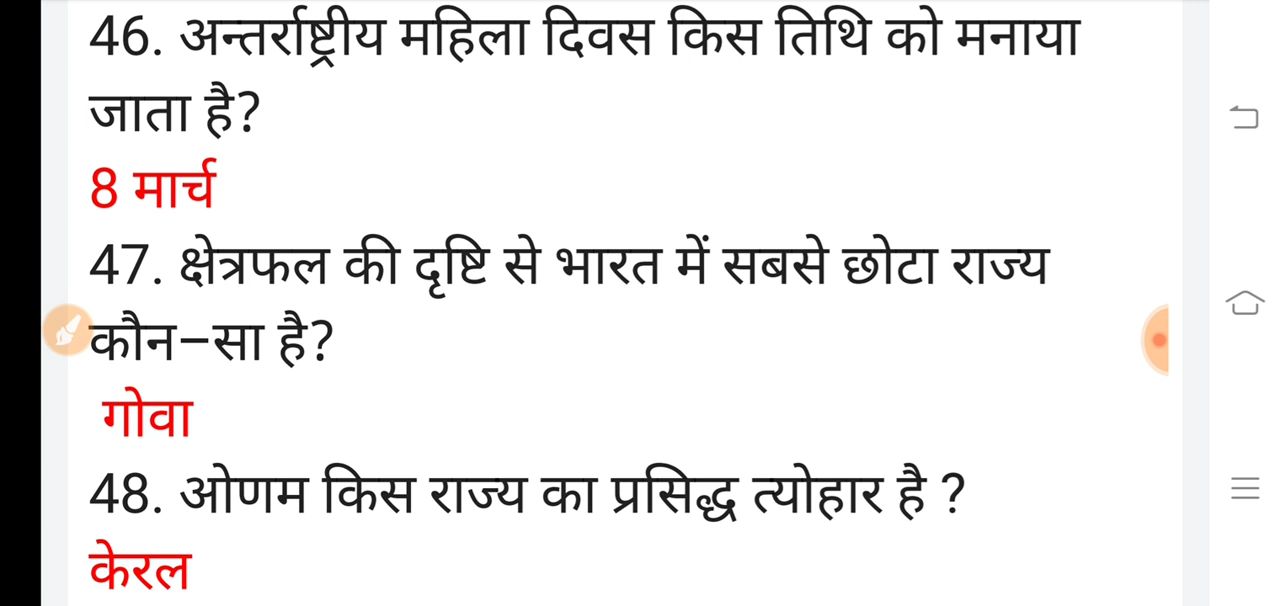 46. अन्तर्राष्ट्रीय महिला दिवस किस तिथि को मनाया
जाता है?
8 मार्च
47. क्षेत्रफल की दृष्टि से भारत में सबसे छोटा राज्य
कौन–सा है?
गोवा
48. ओणम किस राज्य का प्रसिद्ध त्योहार है ?
केरल